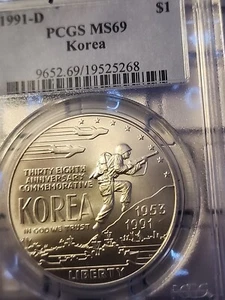 1991-D $1
PCGS MS69
Korea
9652.69/19525268
THIRTY EIGHTH
ANNIVERSARY
COMMEMORATIVE
KOREA
IN GOD WE TRUST
1953
1991
LIBERTY